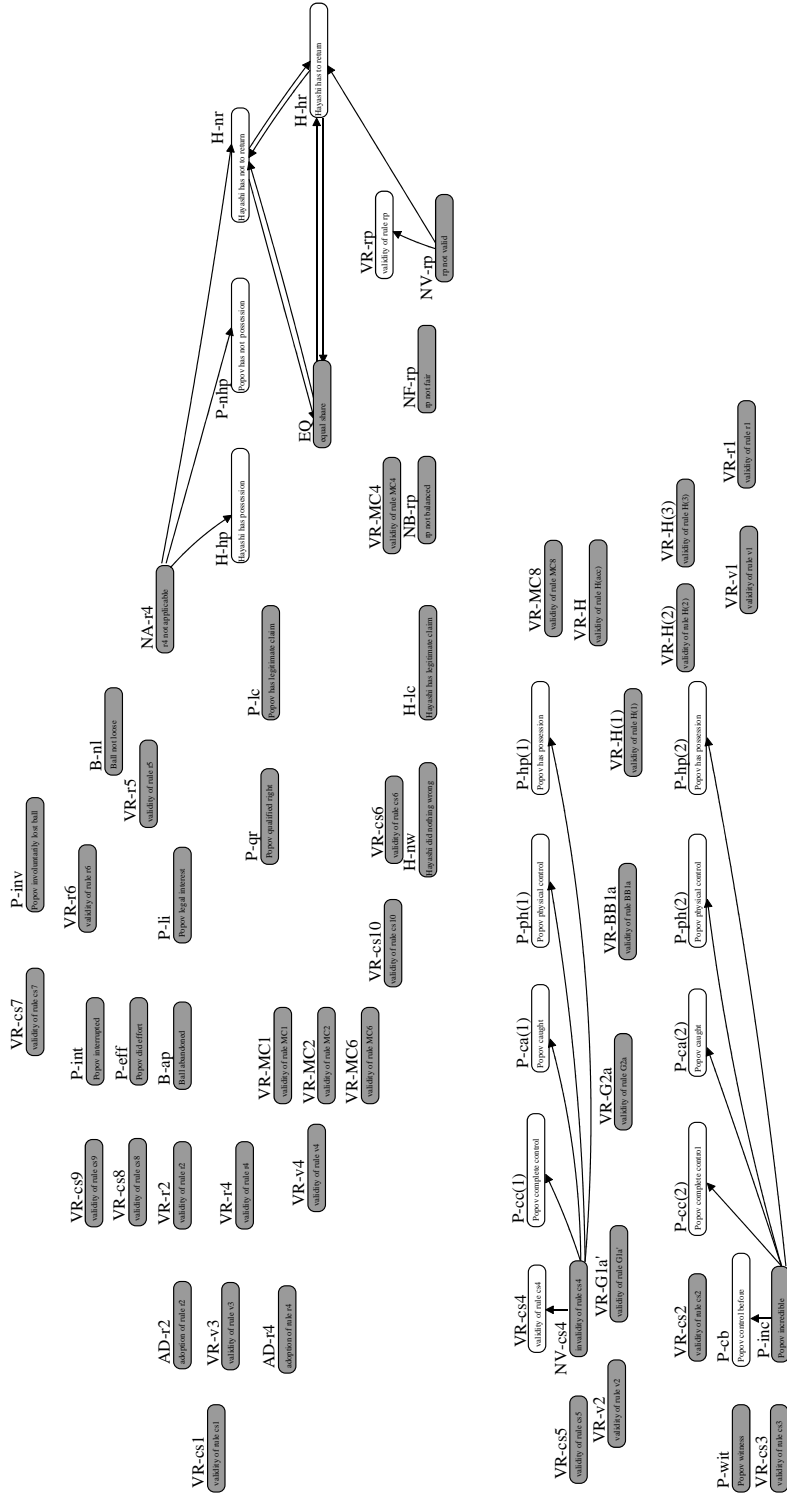 VR-cs7
validity of rule cs7
P-inv
Popov involuntarily lost ball
VR-cs9
validity of rule cs9
P-int
Popov interrupted
VR-r6
validity of rule r6
B-nl
Ball not loose
VR-cs8
validity of rule cs8
P-eff
Popov did effort
VR-r5
validity of rule r5
AD-r2
adoption of rule r2
VR-r2
validity of rule r2
B-ap
Ball abandoned
P-li
Popov legal interest
NA-r4
r4 not applicable
VR-cs1
validity of rule cs1
VR-v3
validity of rule v3
VR-r4
validity of rule r4
H-hp
Hayashi has possession
P-nhp
Popov has not possession
H-nr
Hayashi has not to return
AD-r4
adoption of rule r4
VR-MC1
validity of rule MC1
P-qr
Popov qualified right
P-lc
Popov has legitimate claim
VR-v4
validity of rule v4
VR-MC2
validity of rule MC2
EQ
equal share
H-hr
Hayashi has to return
VR-MC6
validity of rule MC6
VR-cs10
validity of rule cs10
VR-cs6
validity of rule cs6
VR-MC4
validity of rule MC4
VR-rp
validity of rule rp
H-nw
Hayashi did nothing wrong
H-lc
Hayashi has legitimate claim
NB-rp
rp not balanced
NF-rp
rp not fair
NV-rp
rp not valid
VR-cs4
validity of rule cs4
P-cc(1)
Popov complete control
P-ca(1)
Popov caught
P-ph(1)
Popov physical control
P-hp(1)
Popov has possession
VR-MC8
validity of rule MC8
VR-cs5
validity of rule cs5
NV-cs4
invalidity of rule cs4
VR-H
validity of rule H(acc)
VR-v2
validity of rule v2
VR-G1a'
validity of rule G1a'
VR-G2a
validity of rule G2a
VR-BB1a
validity of rule BB1a
VR-H(1)
validity of rule H(1)
VR-cs2
validity of rule cs2
P-cc(2)
Popov complete control
P-ca(2)
Popov caught
P-ph(2)
Popov physical control
P-hp(2)
Popov has possession
VR-H(2)
validity of rule H(2)
VR-H(3)
validity of rule H(3)
P-wit
Popov witness
P-cb
Popov control before
VR-v1
validity of rule v1
VR-r1
validity of rule r1
VR-cs3
validity of rule cs3
P-inc
Popov incredible